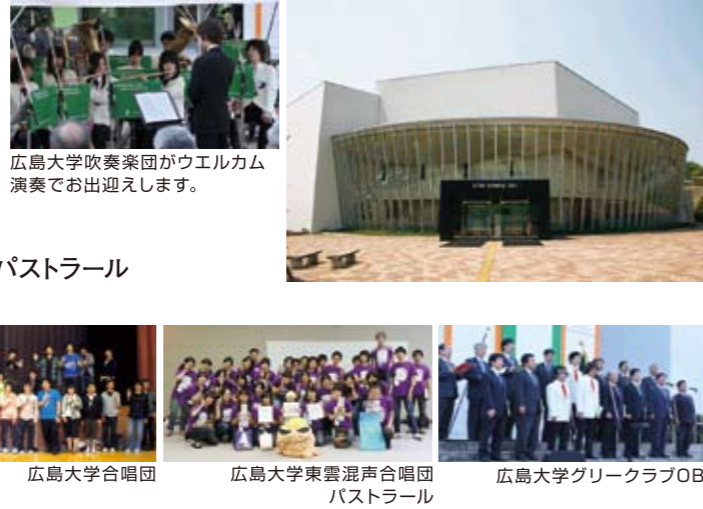 広島大学吹奏楽団がウエルカム
演奏でお出迎えします。
パストラール
広島大学合唱団
広島大学東雲混声合唱団
パストラール
広島大学グリークラブOB